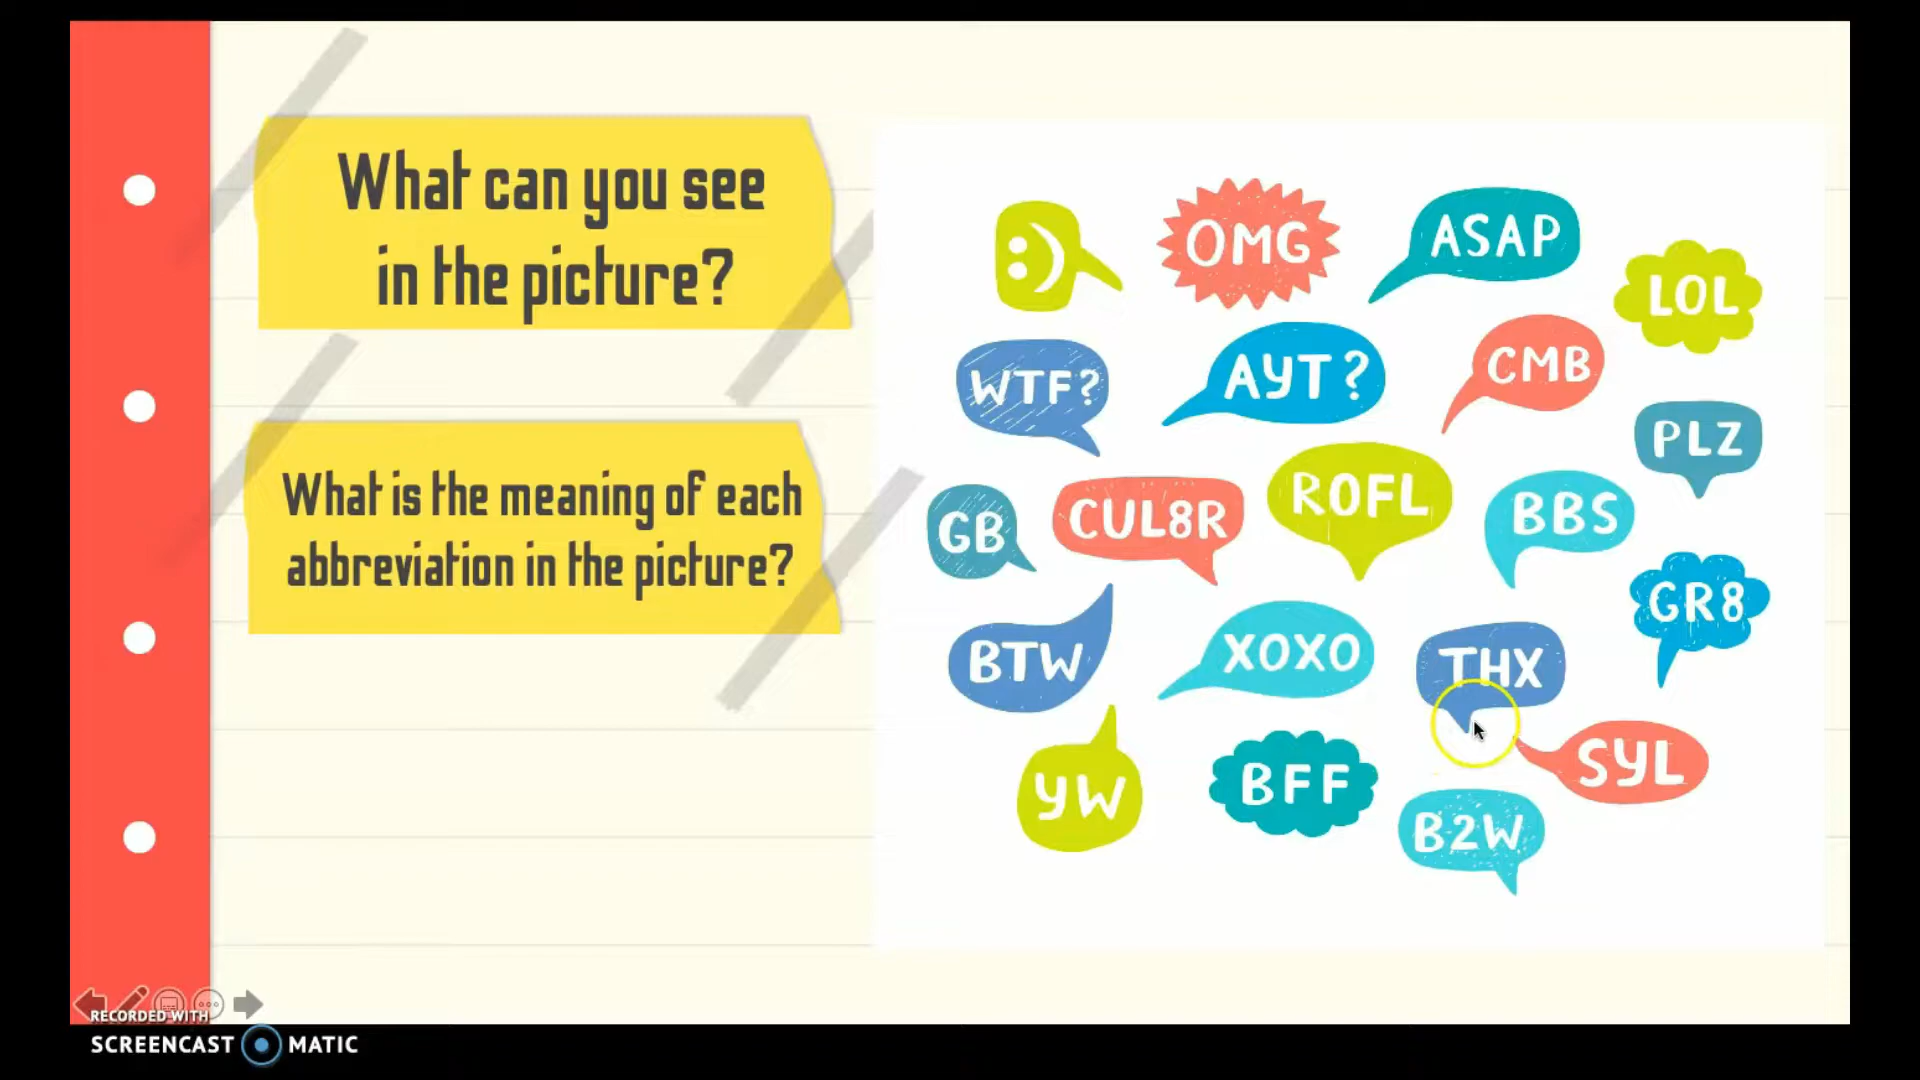 What can you see
in the picture?
What is the meaning of each
abbreviation in the picture?
:) OMG ASAP LOL
WTF? AYT? CMB PLZ
GB CUL8R ROFL BBS GR8
BTW XOXO THX SYL
YW BFF B2W
RECORDED WITH
SCREENCAST MATIC